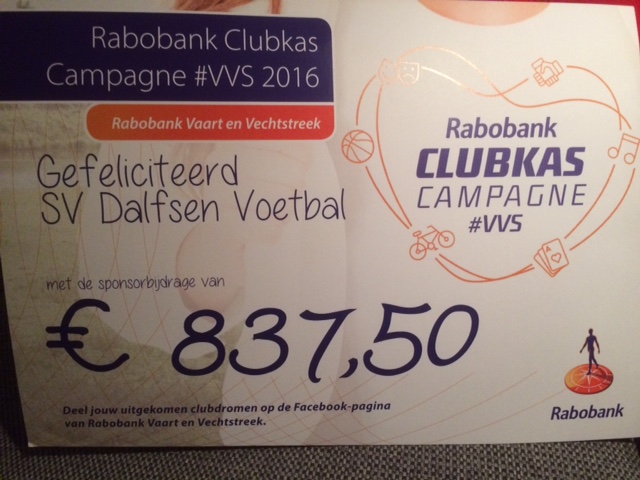 Rabobank Clubkas
Campagne #VVS 2016
Rabobank Vaart en Vechtstreek
Gefeliciteerd
SV Dalfsen Voetbal
met de sponsorbijdrage van
€ 837,50
Deel jouw uitgekomen clubdromen op de Facebook-pagina
van Rabobank Vaart en Vechtstreek.
Rabobank
CLUBKAS
CAMPAGNE
#VVS
A
Rabobank